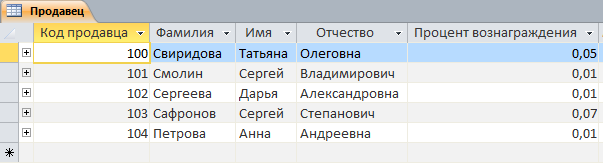 Продавец
Код продавца Фамилия Имя Отчество Процент вознаграждения
100 Свиридова Татьяна Олеговна 0,05
101 Смолин Сергей Владимирович 0,01
102 Сергеева Дарья Александровна 0,01
103 Сафронов Сергей Степанович 0,07
104 Петрова Анна Андреевна 0,01